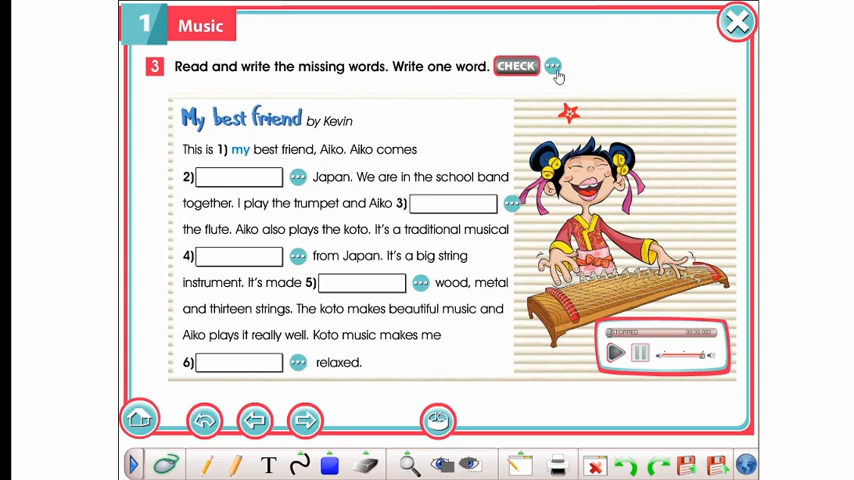 1 Music
3 Read and write the missing words. Write one word. CHECK
My best friend by Kevin
This is 1) my best friend, Aiko. Aiko comes
2) Japan. We are in the school band
together. I play the trumpet and Aiko 3)
the flute. Aiko also plays the koto. It's a traditional musical
4) from Japan. It's a big string
instrument. It's made 5) wood, metal
and thirteen strings. The koto makes beautiful music and
Aiko plays it really well. Koto music makes me
6) relaxed.
STOPPED
T